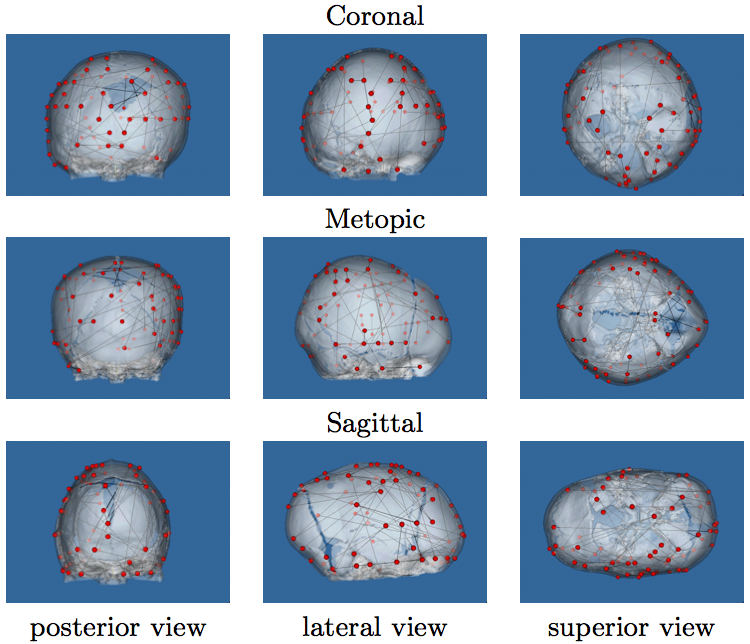 Coronal
Metopic
Sagittal
posterior view
lateral view
superior view